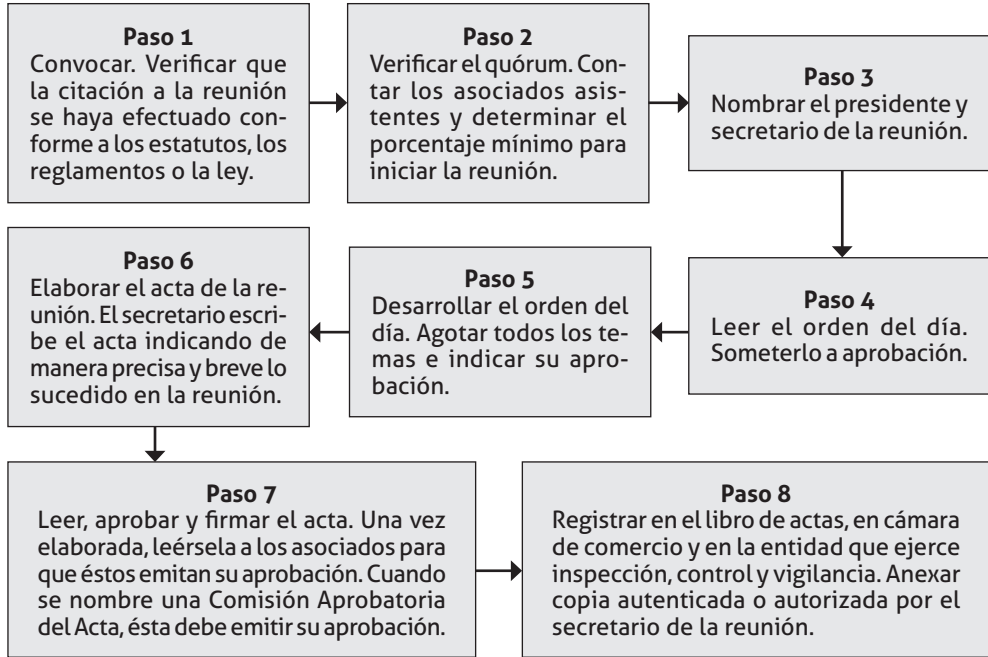 Paso 1
Convocar. Verificar que
la citación a la reunión
se haya efectuado con-
forme a los estatutos, los
reglamentos o la ley.
Paso 2
Verificar el quórum. Con-
tar los asociados asis-
tentes y determinar el
porcentaje mínimo para
iniciar la reunión.
Paso 3
Nombrar el presidente y
secretario de la reunión.
Paso 4
Leer el orden del día.
Someterlo a aprobación.
Paso 5
Desarrollar el orden del
día. Agotar todos los te-
mas e indicar su apro-
bación.
Paso 6
Elaborar el acta de la re-
unión. El secretario escri-
be el acta indicando de
manera precisa y breve lo
sucedido en la reunión.
Paso 7
Leer, aprobar y firmar el acta. Una vez
elaborada, leérsela a los asociados para
que éstos emitan su aprobación. Cuando
se nombre una Comisión Aprobatoria
del Acta, ésta debe emitir su aprobación.
Paso 8
Registrar en el libro de actas, en cámara
de comercio y en la entidad que ejerce
inspección, control y vigilancia. Anexar
copia autenticada o autorizada por el
secretario de la reunión.